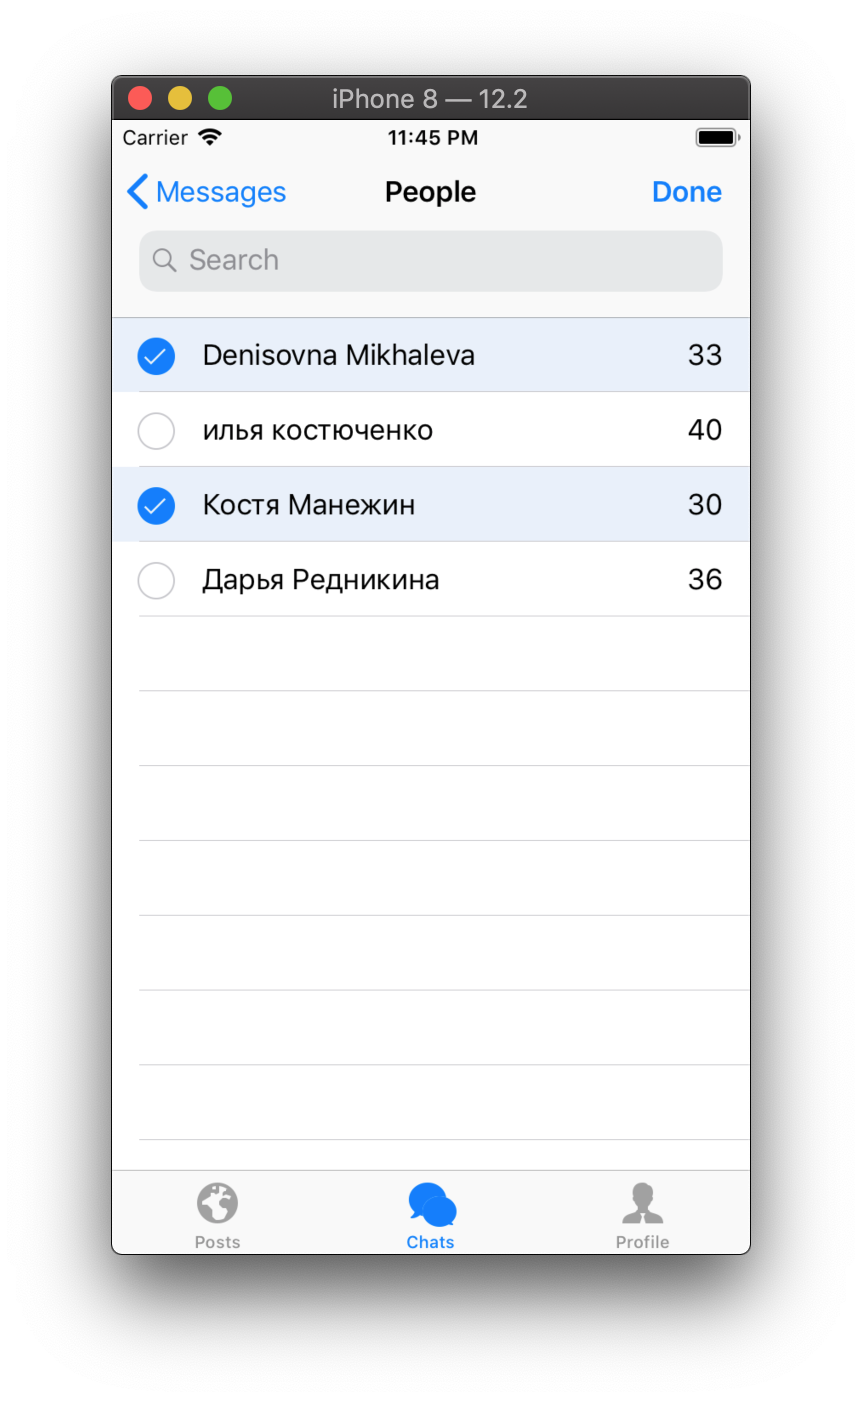 iPhone 8 — 12.2
Carrier 11:45 PM
Messages People Done
Search
Denisovna Mikhaleva 33
илья костюченко 40
Костя Манежин 30
Дарья Редникина 36
Posts Chats Profile